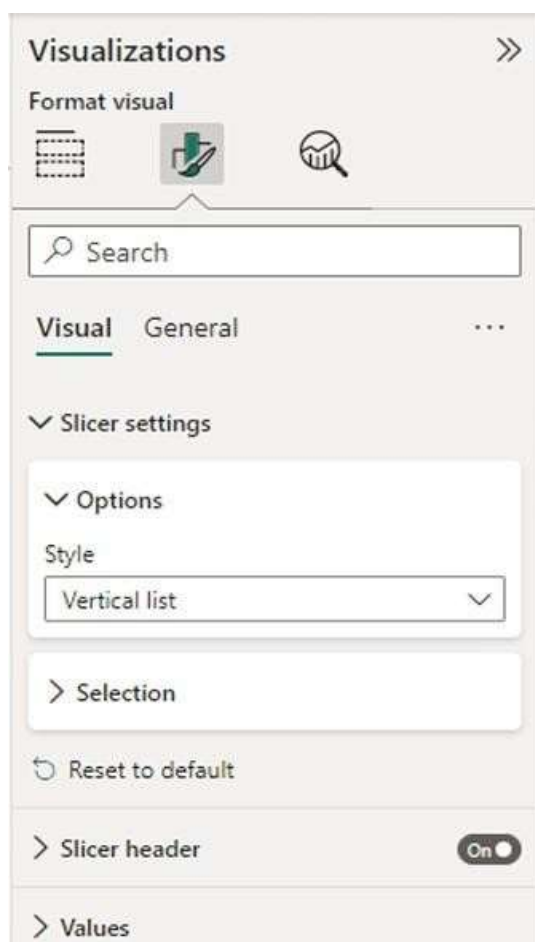 Visualizations
Format visual
Search
Visual General
Slicer settings
Options
Style
Vertical list
Selection
Reset to default
Slicer header On
Values